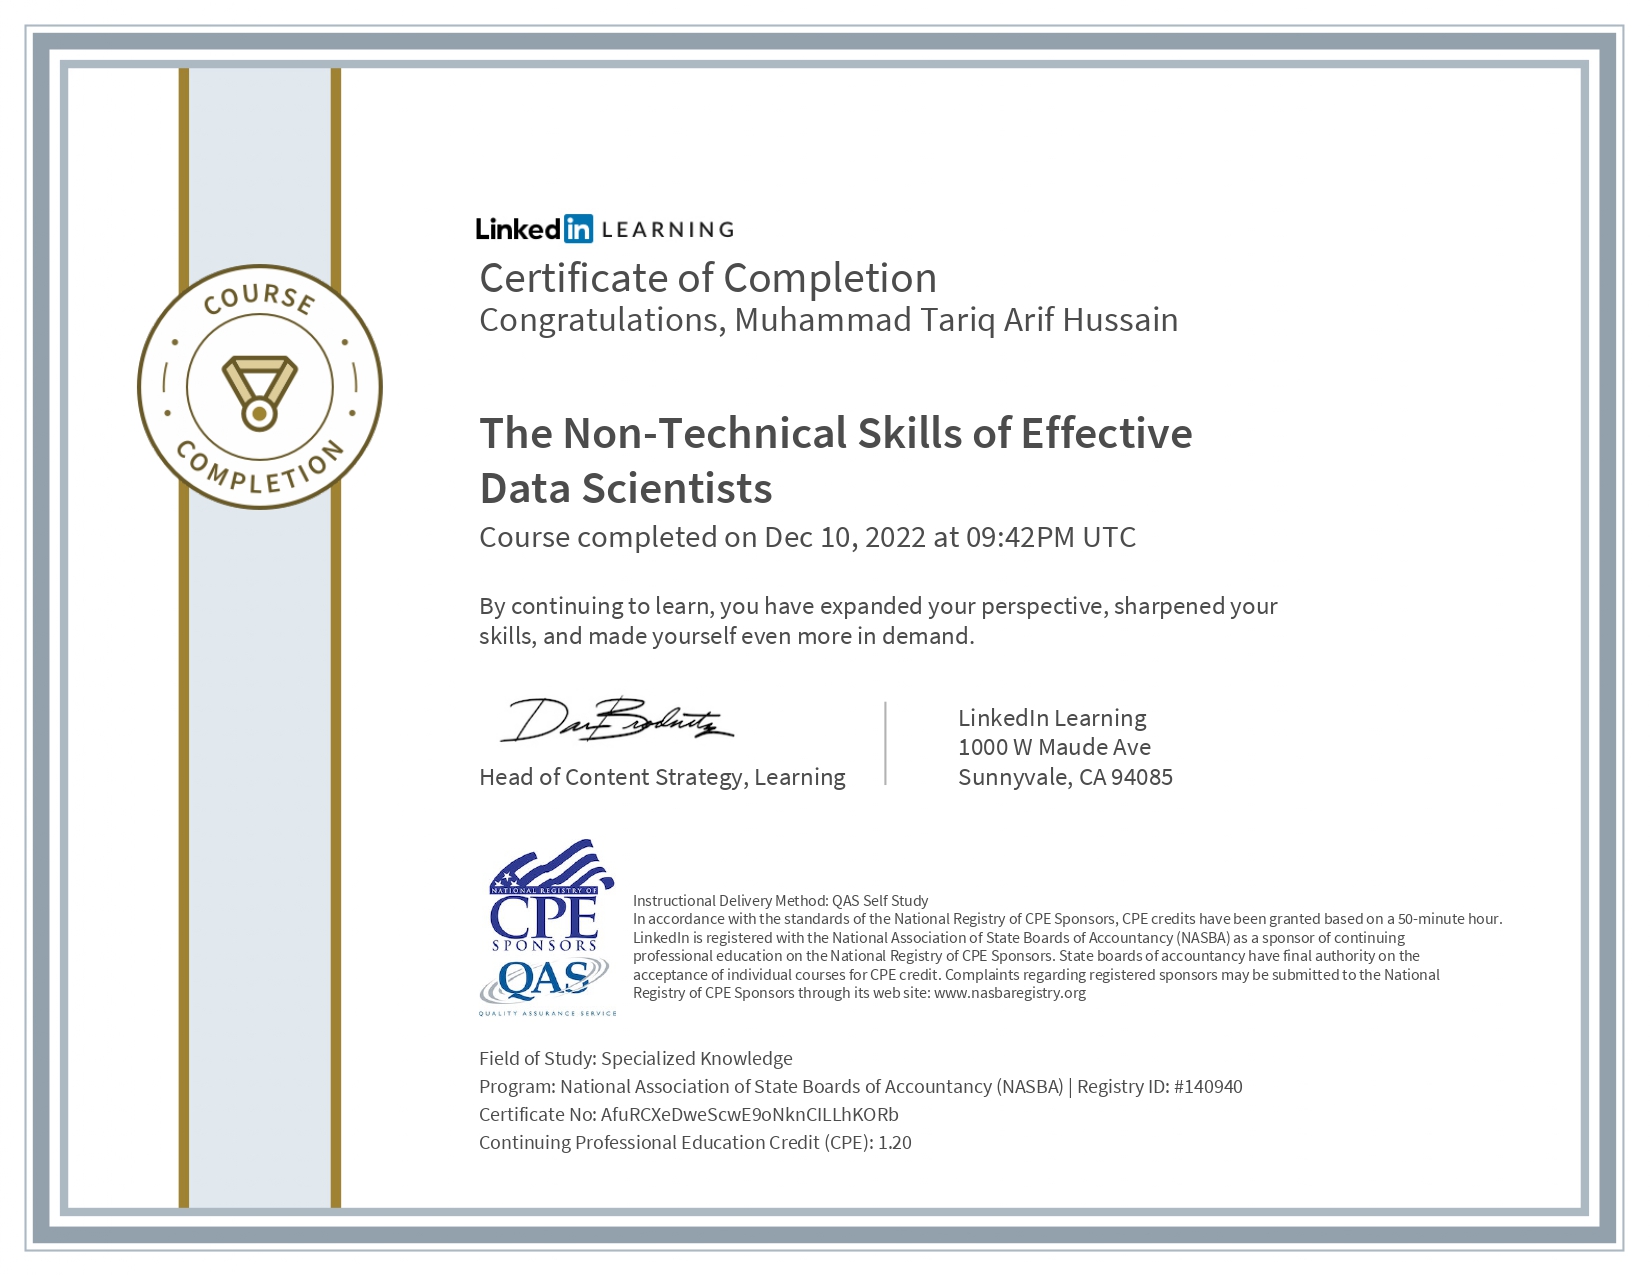 COURSE
COMPLETION
Linked in LEARNING
Certificate of Completion
Congratulations, Muhammad Tariq Arif Hussain
The Non-Technical Skills of Effective
Data Scientists
Course completed on Dec 10, 2022 at 09:42PM UTC
By continuing to learn, you have expanded your perspective, sharpened your
skills, and made yourself even more in demand.
Dan Brodnitz
Head of Content Strategy, Learning
LinkedIn Learning
1000 W Maude Ave
Sunnyvale, CA 94085
NATIONAL REGISTRY OF
CPE
SPONSORS
QAS
QUALITY ASSURANCE SERVICE
Instructional Delivery Method: QAS Self Study
In accordance with the standards of the National Registry of CPE Sponsors, CPE credits have been granted based on a 50-minute hour.
LinkedIn is registered with the National Association of State Boards of Accountancy (NASBA) as a sponsor of continuing
professional education on the National Registry of CPE Sponsors. State boards of accountancy have final authority on the
acceptance of individual courses for CPE credit. Complaints regarding registered sponsors may be submitted to the National
Registry of CPE Sponsors through its web site: www.nasbaregistry.org
Field of Study: Specialized Knowledge
Program: National Association of State Boards of Accountancy (NASBA) | Registry ID: #140940
Certificate No: AfuRCXeDweScwE9oNknCILLhKORb
Continuing Professional Education Credit (CPE): 1.20